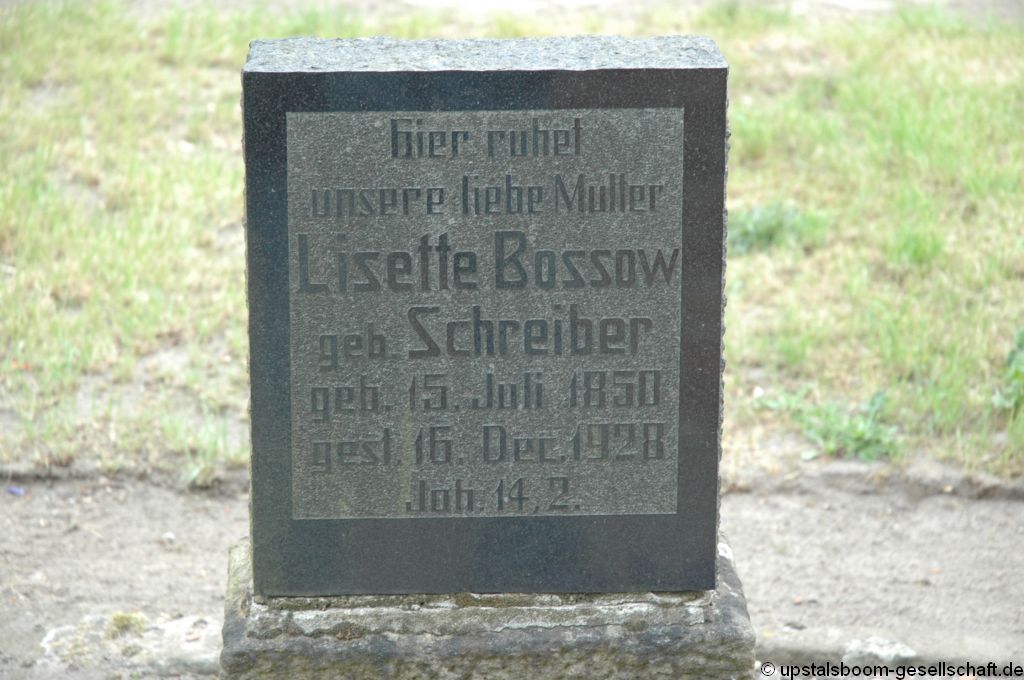 Hier ruhet
unsere liebe Mutter
Lisette Bossow
geb. Schreiber
geb. 15. Juli 1850
gest. 16. Dec. 1928
Joh. 14, 2.
© upstalsboom-gesellschaft.de